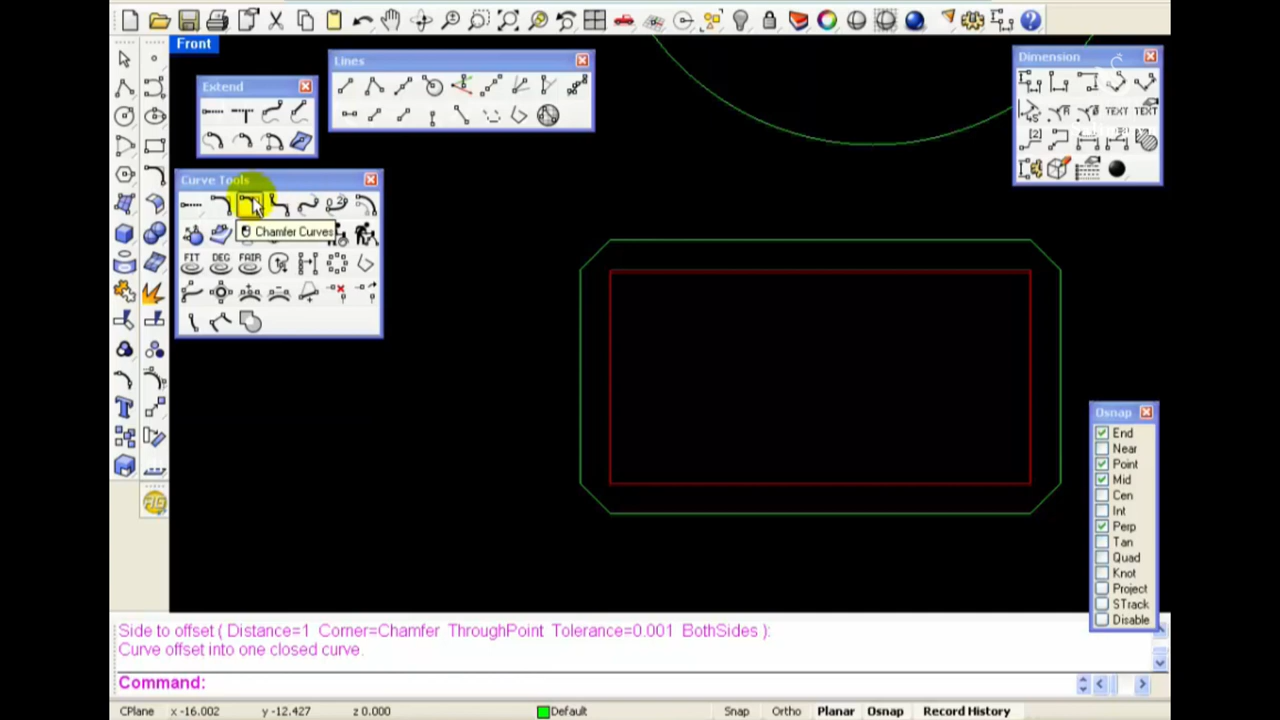 Front
Extend
Lines
Dimension
TEXT TEXT
Curve Tools
Chamfer Curves
FIT DEG FAIR
Osnap
End
Near
Point
Mid
Cen
Int
Perp
Tan
Quad
Knot
Project
STrack
Disable
Side to offset ( Distance=1 Corner=Chamfer ThroughPoint Tolerance=0.001 BothSides ):
Curve offset into one closed curve.
Command:
CPlane x -16.002 y -12.427 z 0.000 Default Snap Ortho Planar Osnap Record History